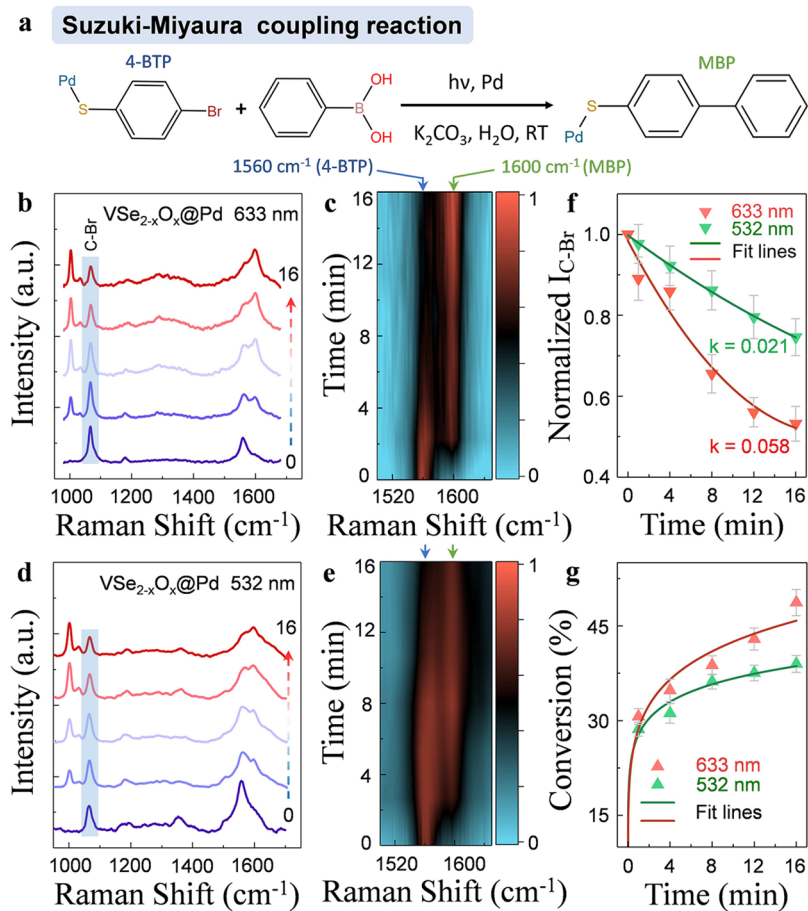 a Suzuki-Miyaura coupling reaction
4-BTP
MBP
Pd
S
Br
+
OH
B
OH
hν, Pd
K₂CO₃, H₂O, RT
S
Pd
1560 cm⁻¹ (4-BTP)
1600 cm⁻¹ (MBP)
b
VSe₂₋ₓOₓ@Pd 633 nm
C-Br
16
0
Intensity (a.u.)
1000 1200 1400 1600
Raman Shift (cm⁻¹)
c
16
12
8
4
0
Time (min)
1520 1600
Raman Shift (cm⁻¹)
1
0
f
633 nm
532 nm
Fit lines
1.0
0.8
0.6
0.4
k = 0.021
k = 0.058
Normalized I_C-Br
0 4 8 12 16
Time (min)
d
VSe₂₋ₓOₓ@Pd 532 nm
16
0
Intensity (a.u.)
1000 1200 1400 1600
Raman Shift (cm⁻¹)
e
16
12
8
4
0
Time (min)
1520 1600
Raman Shift (cm⁻¹)
1
0
g
45
30
15
Conversion (%)
633 nm
532 nm
Fit lines
0 4 8 12 16
Time (min)